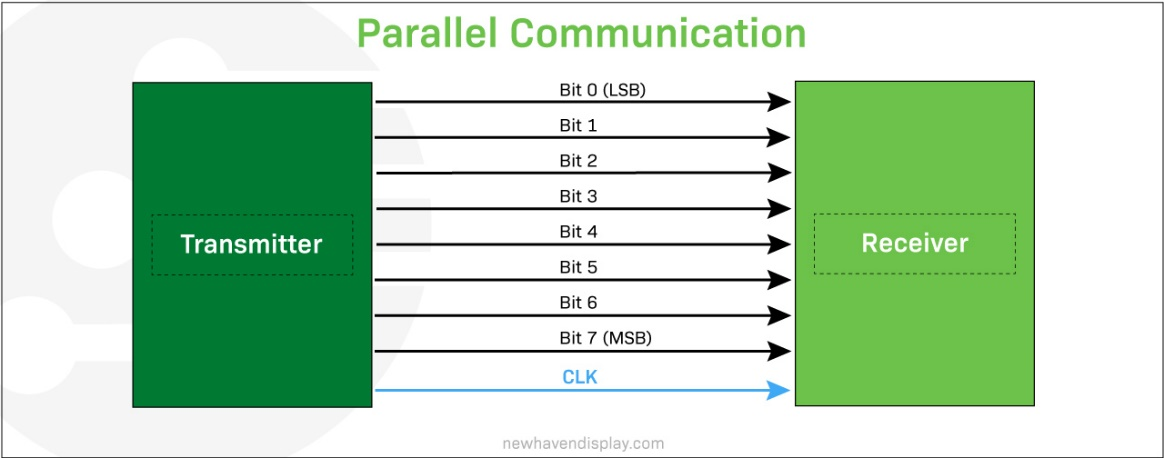 Parallel Communication
Bit 0 (LSB)
Bit 1
Bit 2
Bit 3
Bit 4
Bit 5
Bit 6
Bit 7 (MSB)
CLK
Transmitter
Receiver
newhavendisplay.com